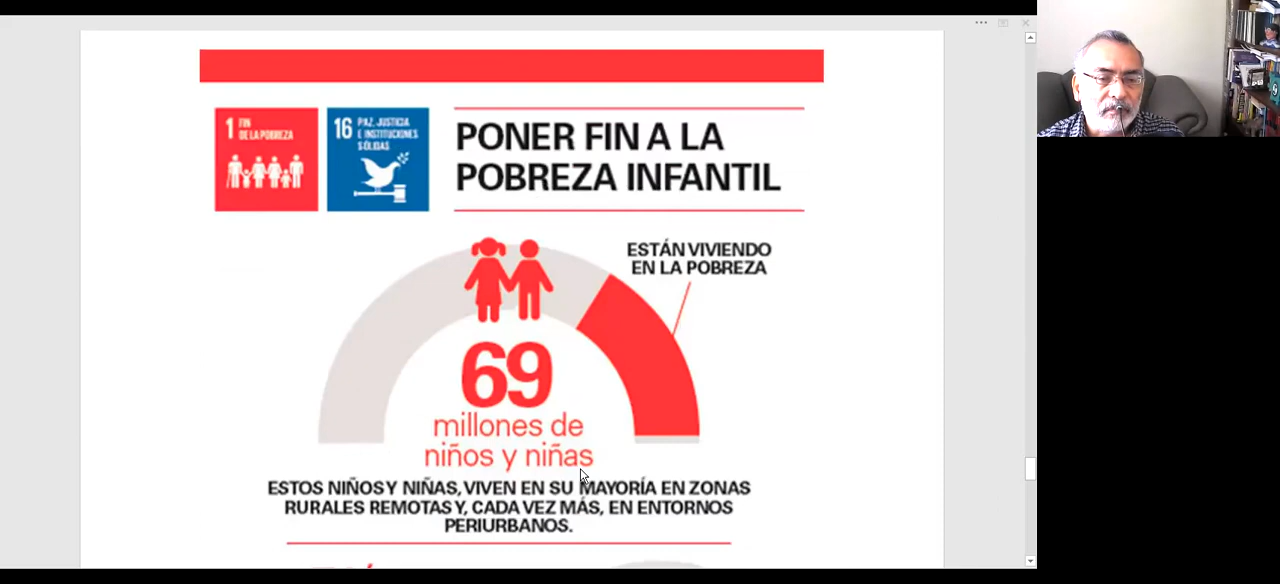 1 FIN
DE LA POBREZA
16 PAZ, JUSTICIA
E INSTITUCIONES
SÓLIDAS
PONER FIN A LA
POBREZA INFANTIL
ESTÁN VIVIENDO
EN LA POBREZA
69
millones de
niños y niñas
ESTOS NIÑOS Y NIÑAS, VIVEN EN SU MAYORÍA EN ZONAS
RURALES REMOTAS Y, CADA VEZ MÁS, EN ENTORNOS
PERIURBANOS.